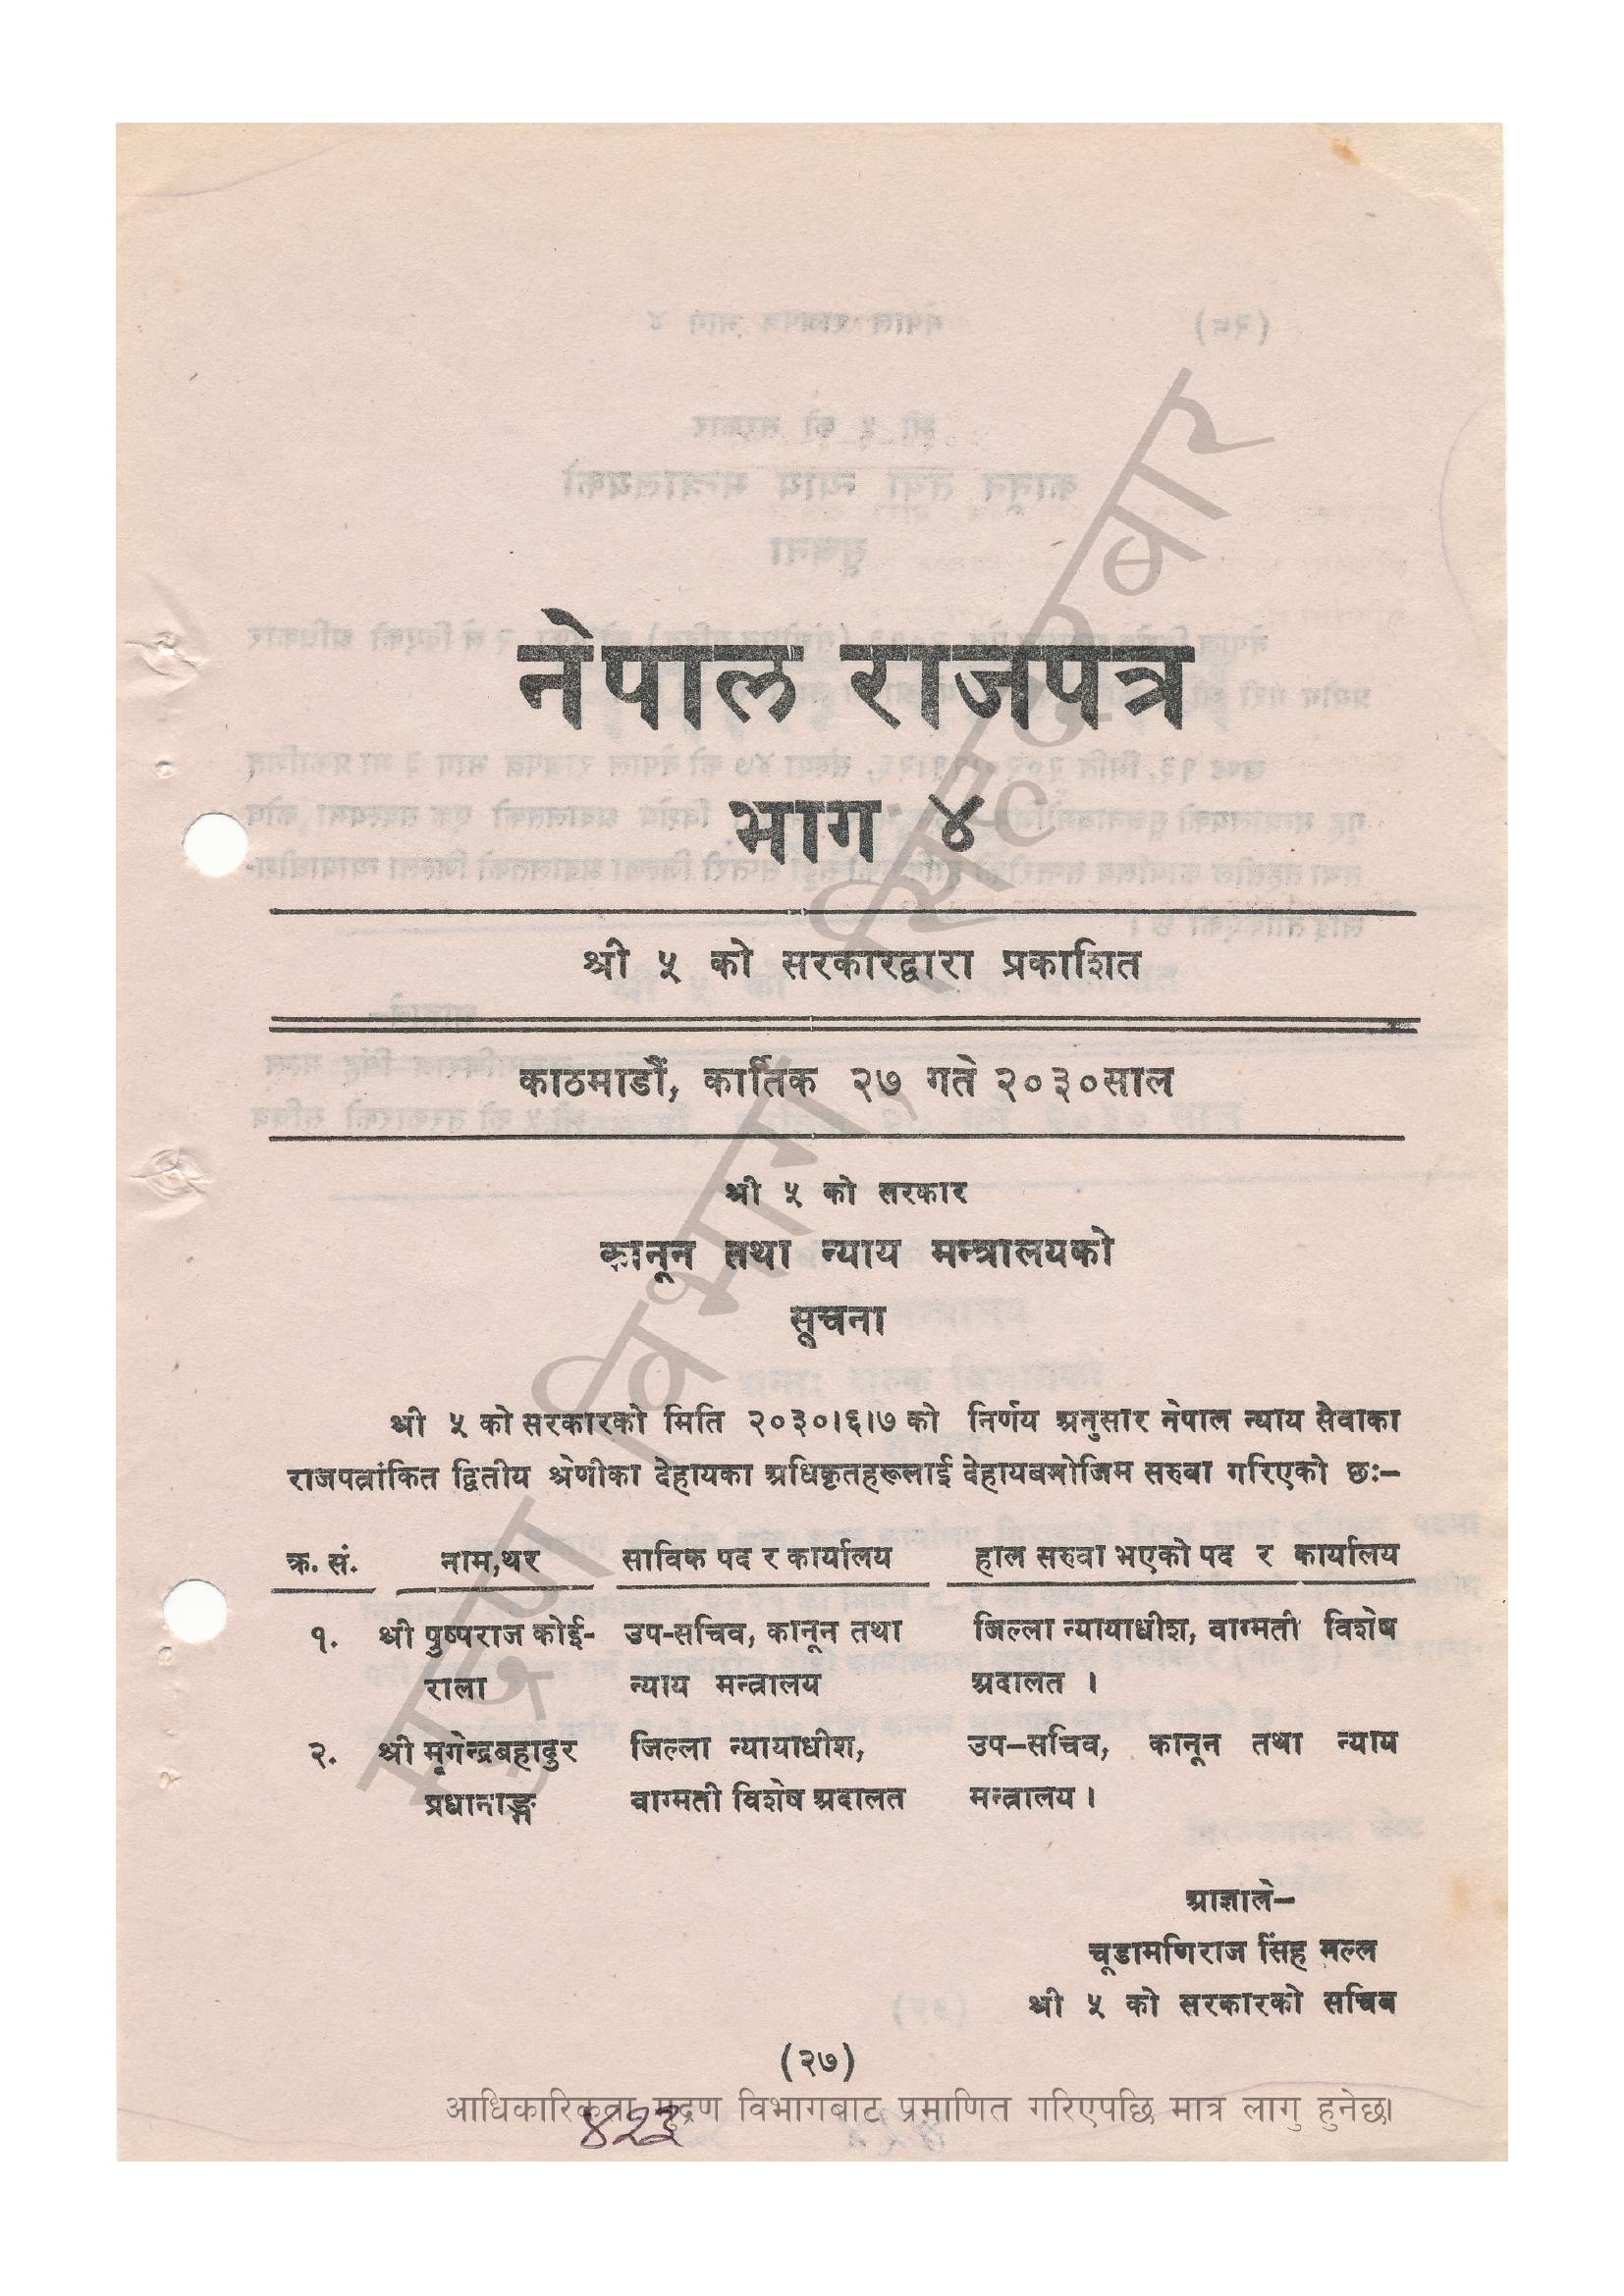 नेपाल राजपत्र
भाग ४
श्री ५ को सरकारद्वारा प्रकाशित
काठमाडौं, कार्तिक २७ गते २०३०साल
श्री ५ को सरकार
कानून तथा न्याय मन्त्रालयको
सूचना
श्री ५ को सरकारको मिति २०३०।६।७ को निर्णय अनुसार नेपाल न्याय सेवाका
राजपत्रांकित द्वितीय श्रेणीका देहायका अधिकृतहरूलाई देहायबमोजिम सरुवा गरिएको छः–
क्र. सं. नाम,थर साविक पद र कार्यालय हाल सरुवा भएको पद र कार्यालय
१. श्री पुष्पराज कोई- उप-सचिव, कानून तथा जिल्ला न्यायाधीश, वाग्मती विशेष
राला न्याय मन्त्रालय अदालत ।
२. श्री मृगेन्द्रबहादुर जिल्ला न्यायाधीश, उप–सचिव, कानून तथा न्याय
प्रधानाङ्ग वाग्मती विशेष अदालत मन्त्रालय ।
आज्ञाले–
चूडामणिराज सिंह मल्ल
श्री ५ को सरकारको सचिव
(२७)
आधिकारिकता मुद्रण विभागबाट प्रमाणित गरिएपछि मात्र लागु हुनेछ।
४२३
मुद्रण विभाग, सिंहदरबार